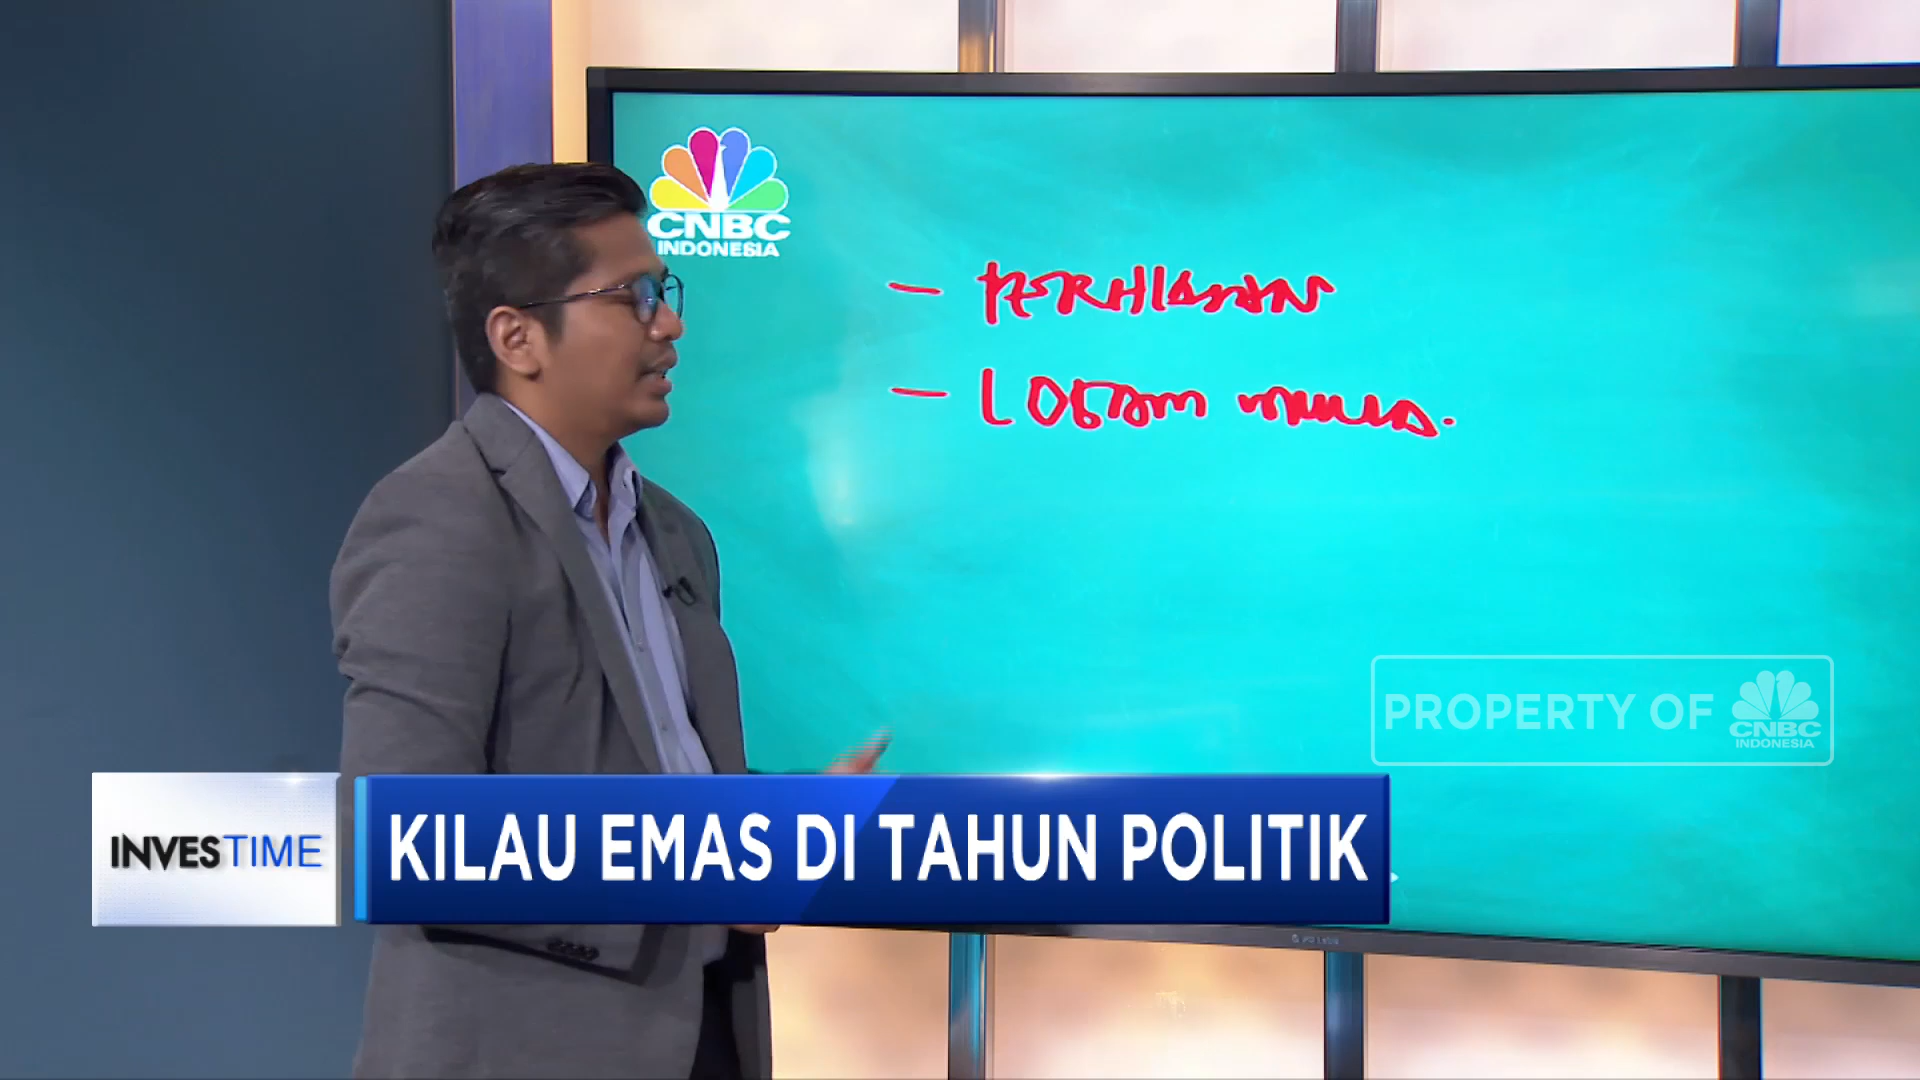 CNBC
INDONESIA
- PERHIASAN
- LOGAM MULIA.
PROPERTY OF CNBC INDONESIA
INVESTIME
KILAU EMAS DI TAHUN POLITIK